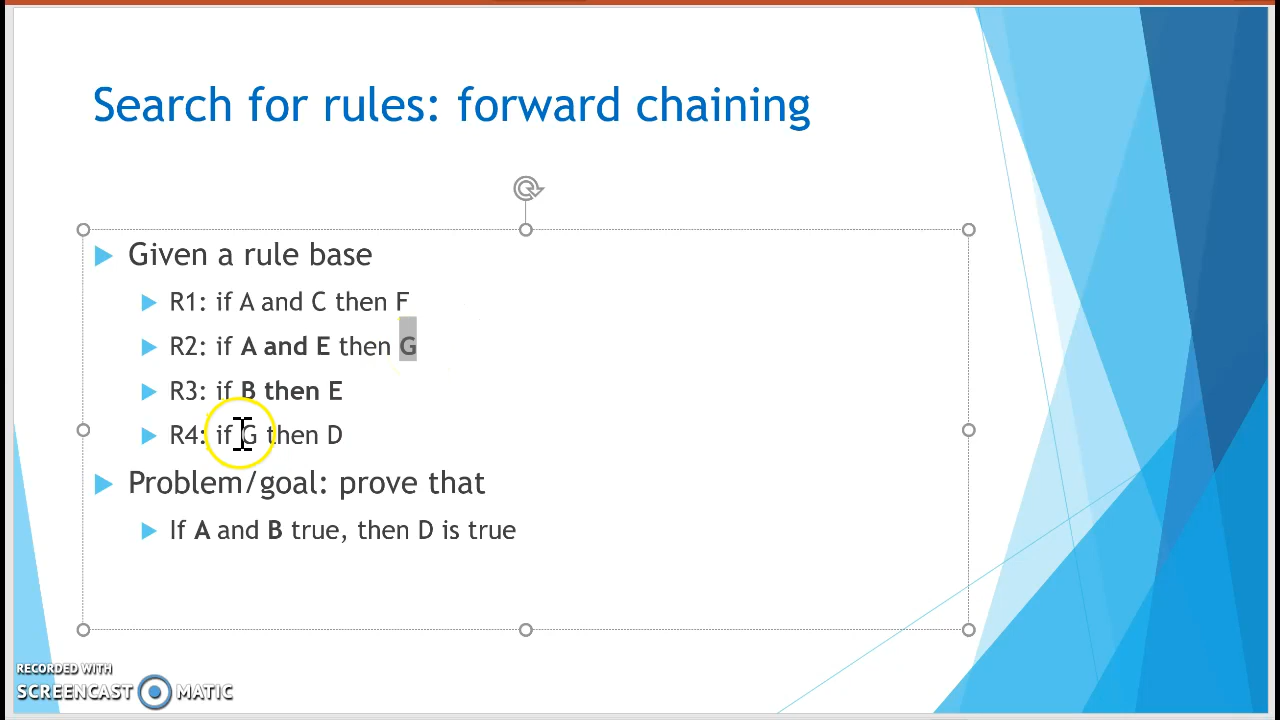 Search for rules: forward chaining
Given a rule base
R1: if A and C then F
R2: if A and E then G
R3: if B then E
R4: if G then D
Problem/goal: prove that
If A and B true, then D is true
RECORDED WITH
SCREENCAST MATIC